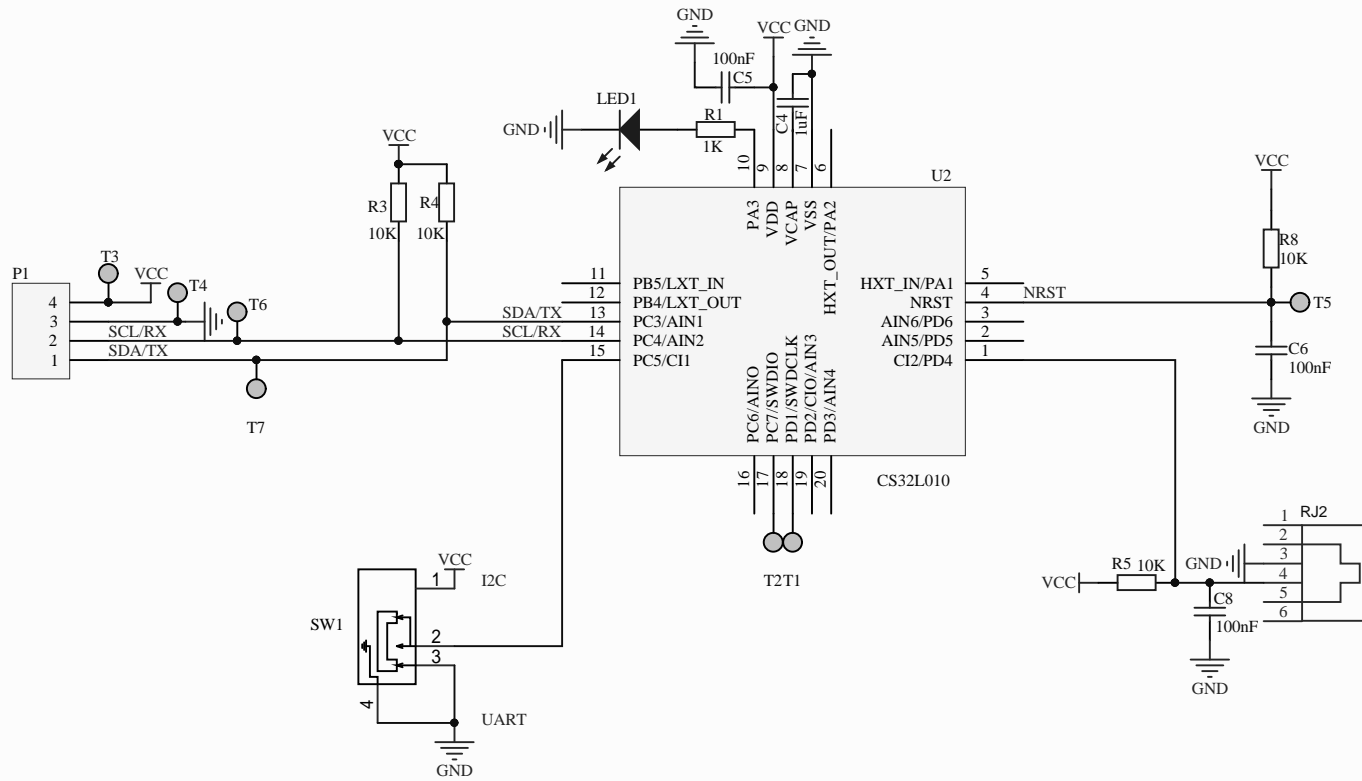 GND
VCC
GND
100nF
C5
LED1
R1
C4
1uF
GND
1K
VCC
10
9
8
7
6
U2
VCC
R3
R4
10K
10K
PA3
VDD
VCAP
VSS
HXT_OUT/PA2
R8
10K
P1
T3
VCC
T4
T6
4
3
2
1
SCL/RX
SDA/TX
T7
SDA/TX
SCL/RX
11
12
13
14
15
PB5/LXT_IN
PB4/LXT_OUT
PC3/AIN1
PC4/AIN2
PC5/CI1
HXT_IN/PA1
NRST
AIN6/PD6
AIN5/PD5
CI2/PD4
5
4
3
2
1
NRST
T5
C6
100nF
GND
PC6/AINO
PC7/SWDIO
PD1/SWDCLK
PD2/CIO/AIN3
PD3/AIN4
16
17
18
19
20
CS32L010
T2T1
VCC
1
I2C
SW1
2
3
4
UART
GND
VCC
R5
10K
GND
C8
100nF
GND
1
2
3
4
5
6
RJ2